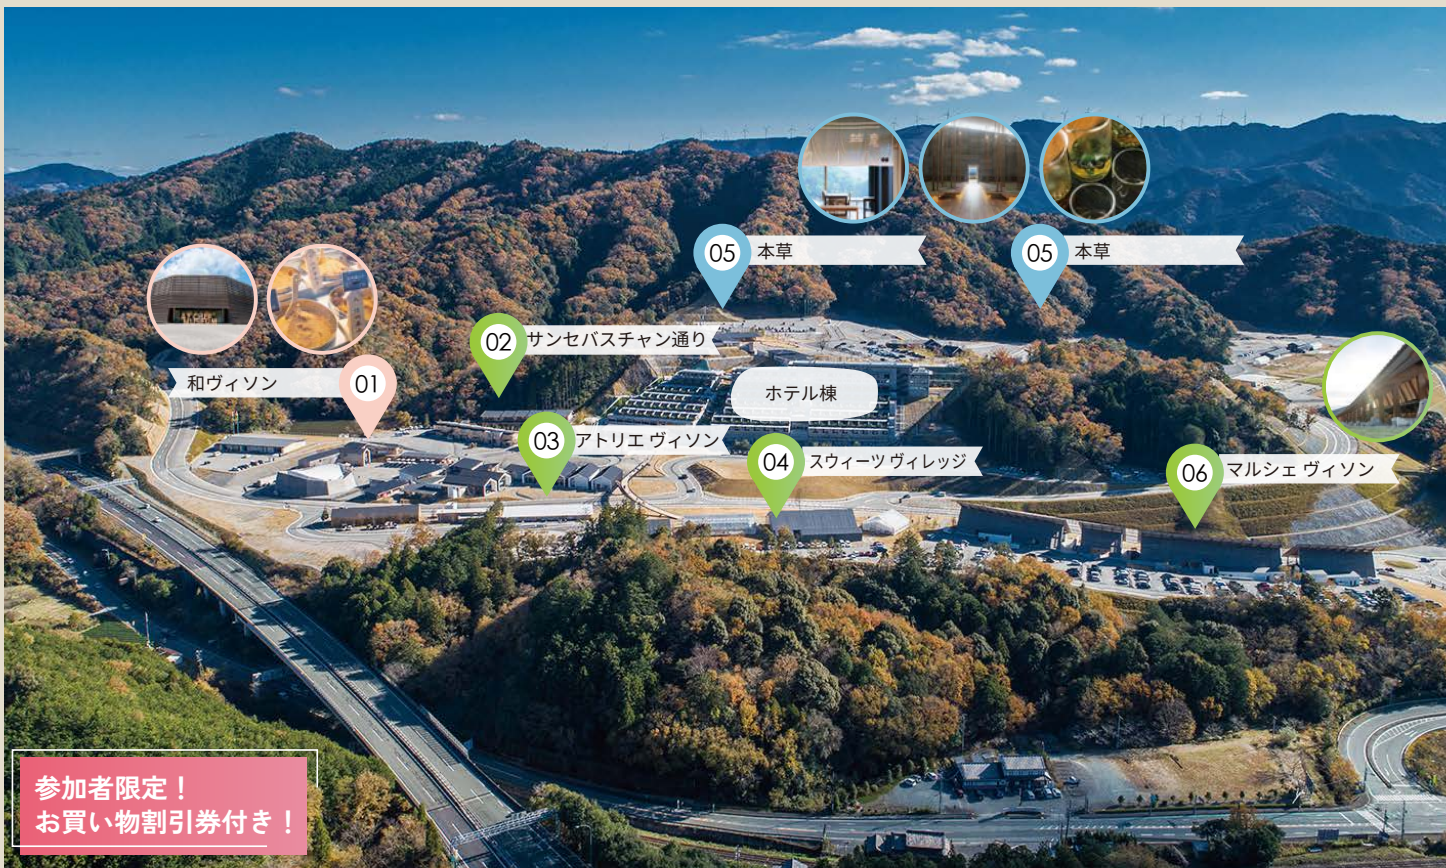 05 本草
05 本草
02 サンセバスチャン通り
和ヴィソン 01
ホテル棟
03 アトリエ ヴィソン
04 スウィーツ ヴィレッジ
06 マルシェ ヴィソン
参加者限定！
お買い物割引券付き！